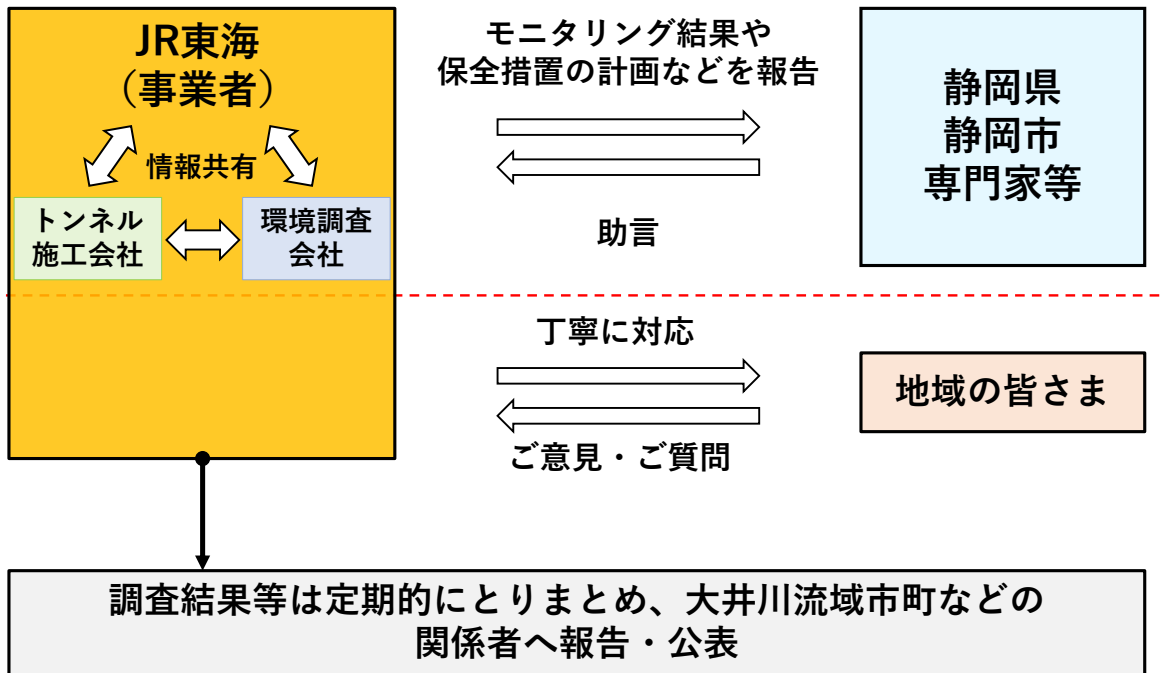 JR東海
（事業者）
情報共有
トンネル
施工会社
環境調査
会社
モニタリング結果や
保全措置の計画などを報告
助言
静岡県
静岡市
専門家等
丁寧に対応
ご意見・ご質問
地域の皆さま
調査結果等は定期的にとりまとめ、大井川流域市町などの
関係者へ報告・公表